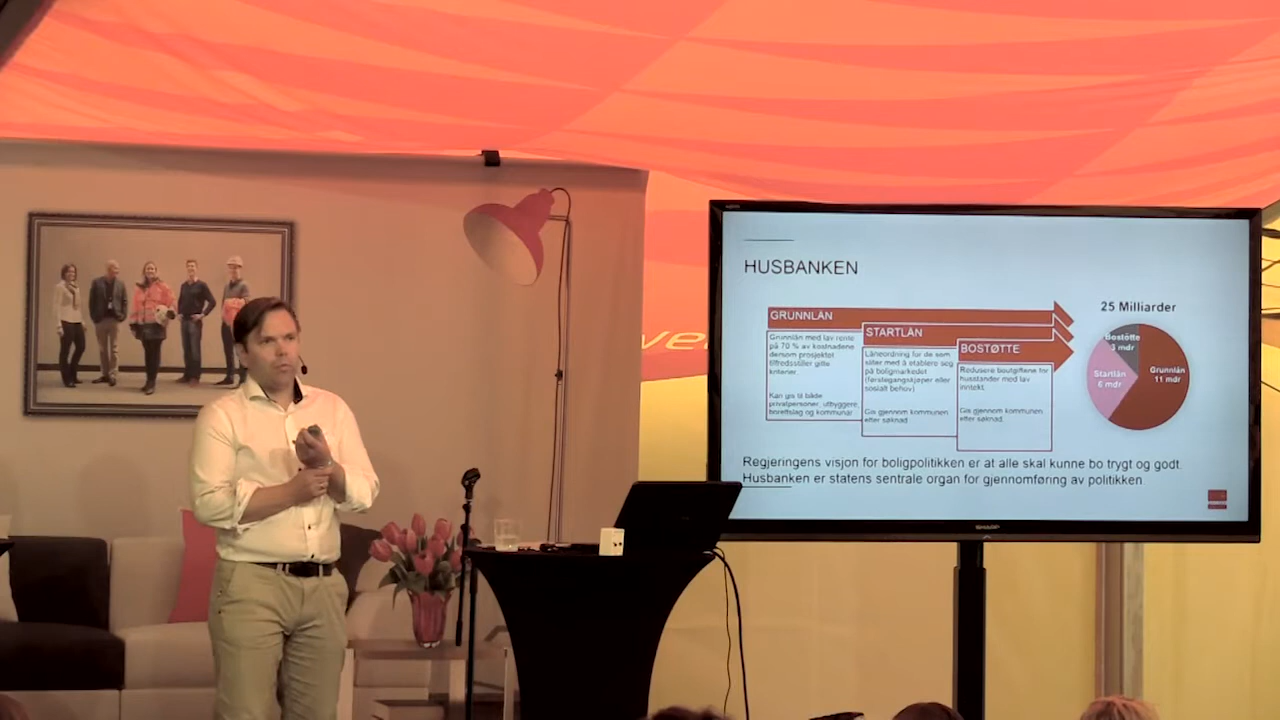 HUSBANKEN
GRUNNLÅN
Grunnlån med lav rente
på 70 % av kostnadene
dersom prosjektet
tilfredsstiller gitte
kriterier.
Kan gis til både
privatpersoner, utbyggere
borettslag og kommunar
STARTLÅN
Låneordning for de som
sliter med å etablere seg
på boligmarkedet
(førstegangskjøper eller
sosialt behov)
Gis gjennom kommunen
etter søknad
BOSTØTTE
Redusere boutgiftene for
husstander med lav
inntekt.
Gis gjennom kommunen
etter søknad.
25 Milliarder
Bostøtte
3 mdr
Startlån
6 mdr
Grunnlån
11 mdr
Regjeringens visjon for boligpolitikken er at alle skal kunne bo trygt og godt.
Husbanken er statens sentrale organ for gjennomføring av politikken
SHARP